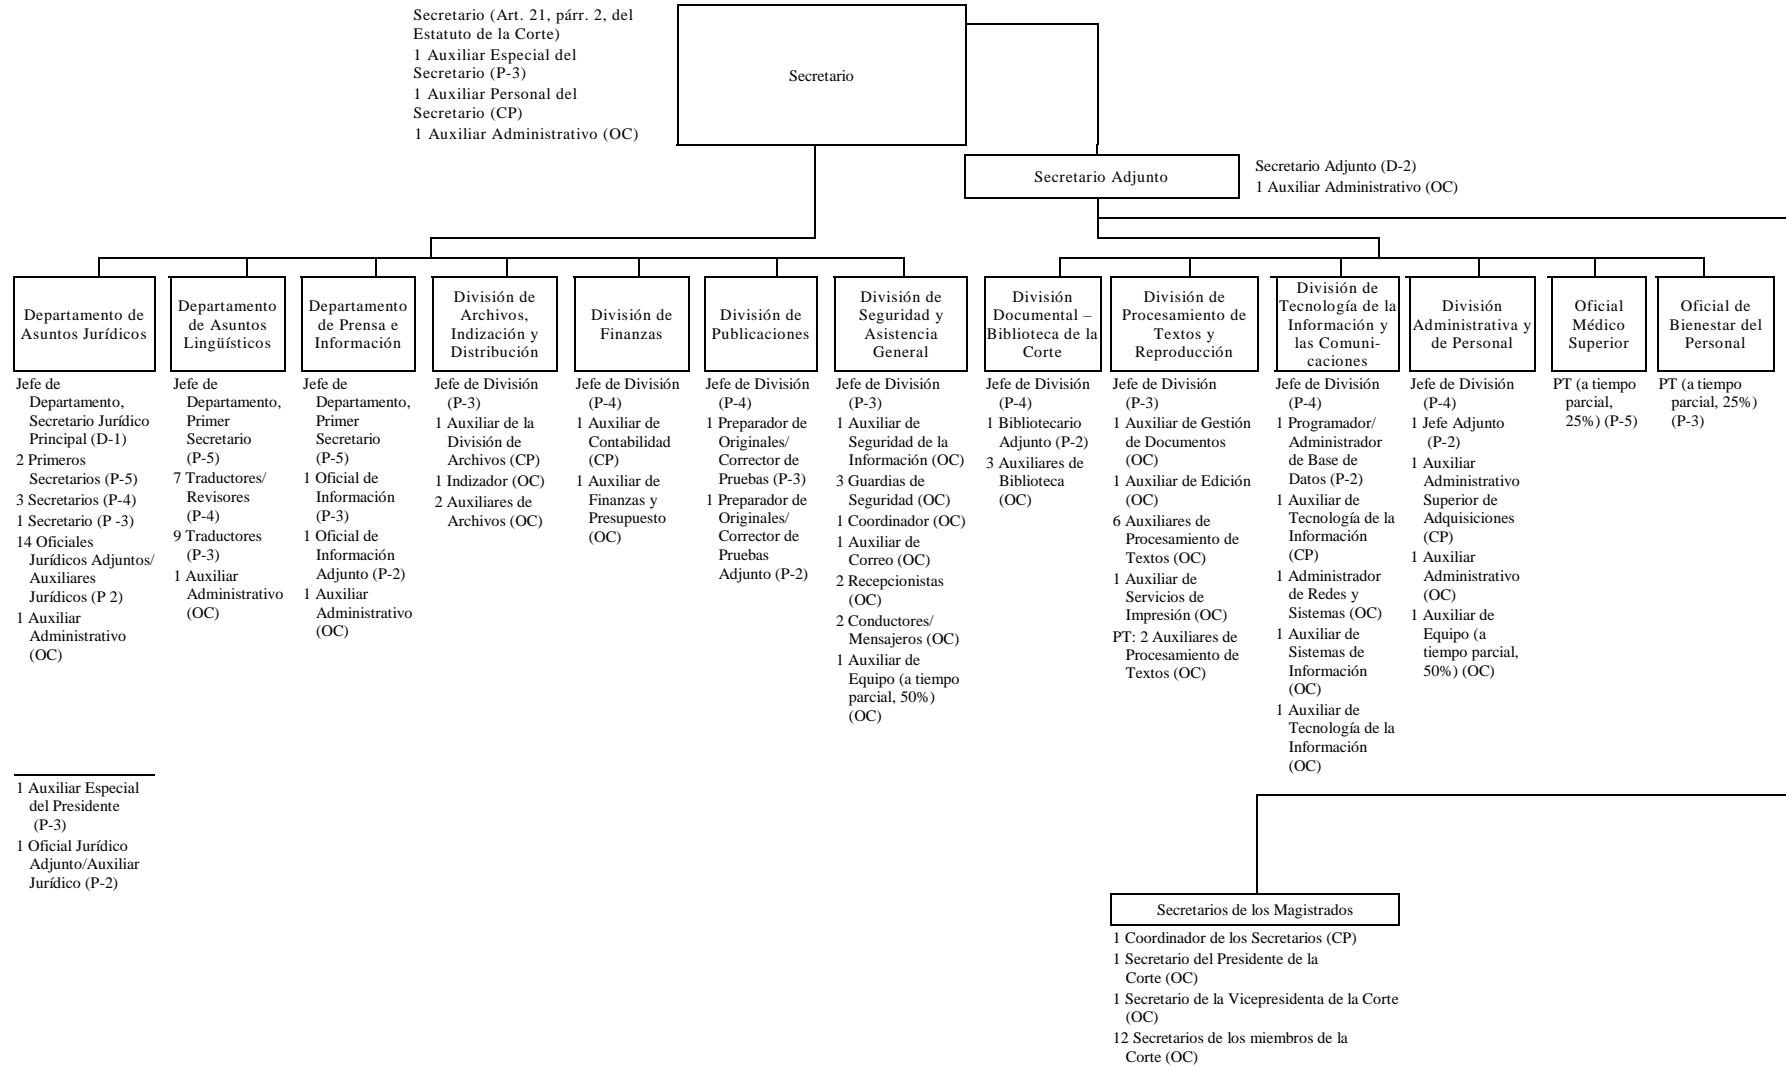 Secretario (Art. 21, párr. 2, del
Estatuto de la Corte)
1 Auxiliar Especial del
Secretario (P-3)
1 Auxiliar Personal del
Secretario (CP)
1 Auxiliar Administrativo (OC)
Secretario
Secretario Adjunto
Secretario Adjunto (D-2)
1 Auxiliar Administrativo (OC)
Departamento de
Asuntos Jurídicos
Jefe de
Departamento,
Secretario Jurídico
Principal (D-1)
2 Primeros
Secretarios (P-5)
3 Secretarios (P-4)
1 Secretario (P -3)
14 Oficiales
Jurídicos Adjuntos/
Auxiliares
Jurídicos (P 2)
1 Auxiliar
Administrativo
(OC)
1 Auxiliar Especial
del Presidente
(P-3)
1 Oficial Jurídico
Adjunto/Auxiliar
Jurídico (P-2)
Departamento
de Asuntos
Lingüísticos
Jefe de
Departamento,
Primer
Secretario
(P-5)
7 Traductores/
Revisores
(P-4)
9 Traductores
(P-3)
1 Auxiliar
Administrativo
(OC)
Departamento
de Prensa e
Información
Jefe de
Departamento,
Primer
Secretario
(P-5)
1 Oficial de
Información
(P-3)
1 Oficial de
Información
Adjunto (P-2)
1 Auxiliar
Administrativo
(OC)
División de
Archivos,
Indización y
Distribución
Jefe de División
(P-3)
1 Auxiliar de la
División de
Archivos (CP)
1 Indizador (OC)
2 Auxiliares de
Archivos (OC)
División de
Finanzas
Jefe de División
(P-4)
1 Auxiliar de
Contabilidad
(CP)
1 Auxiliar de
Finanzas y
Presupuesto
(OC)
División de
Publicaciones
Jefe de División
(P-4)
1 Preparador de
Originales/
Corrector de
Pruebas (P-3)
1 Preparador de
Originales/
Corrector de
Pruebas
Adjunto (P-2)
División de
Seguridad y
Asistencia
General
Jefe de División
(P-3)
1 Auxiliar de
Seguridad de la
Información (OC)
3 Guardias de
Seguridad (OC)
1 Coordinador (OC)
1 Auxiliar de
Correo (OC)
2 Recepcionistas
(OC)
2 Conductores/
Mensajeros (OC)
1 Auxiliar de
Equipo (a tiempo
parcial, 50%)
(OC)
División
Documental –
Biblioteca de la
Corte
Jefe de División
(P-4)
1 Bibliotecario
Adjunto (P-2)
3 Auxiliares de
Biblioteca
(OC)
División de
Procesamiento de
Textos y
Reproducción
Jefe de División
(P-3)
1 Auxiliar de Gestión
de Documentos
(OC)
1 Auxiliar de Edición
(OC)
6 Auxiliares de
Procesamiento de
Textos (OC)
1 Auxiliar de
Servicios de
Impresión (OC)
PT: 2 Auxiliares de
Procesamiento de
Textos (OC)
División de
Tecnología de la
Información y
las Comuni-
caciones
Jefe de División
(P-4)
1 Programador/
Administrador
de Base de
Datos (P-2)
1 Auxiliar de
Tecnología de la
Información
(CP)
1 Administrador
de Redes y
Sistemas (OC)
1 Auxiliar de
Sistemas de
Información
(OC)
1 Auxiliar de
Tecnología de la
Información
(OC)
División
Administrativa y
de Personal
Jefe de División
(P-4)
1 Jefe Adjunto
(P-2)
1 Auxiliar
Administrativo
Superior de
Adquisiciones
(CP)
1 Auxiliar
Administrativo
(OC)
1 Auxiliar de
Equipo (a
tiempo parcial,
50%) (OC)
Oficial
Médico
Superior
PT (a tiempo
parcial,
25%) (P-5)
Oficial de
Bienestar del
Personal
PT (a tiempo
parcial, 25%)
(P-3)
Secretarios de los Magistrados
1 Coordinador de los Secretarios (CP)
1 Secretario del Presidente de la
Corte (OC)
1 Secretario de la Vicepresidenta de la Corte
(OC)
12 Secretarios de los miembros de la
Corte (OC)